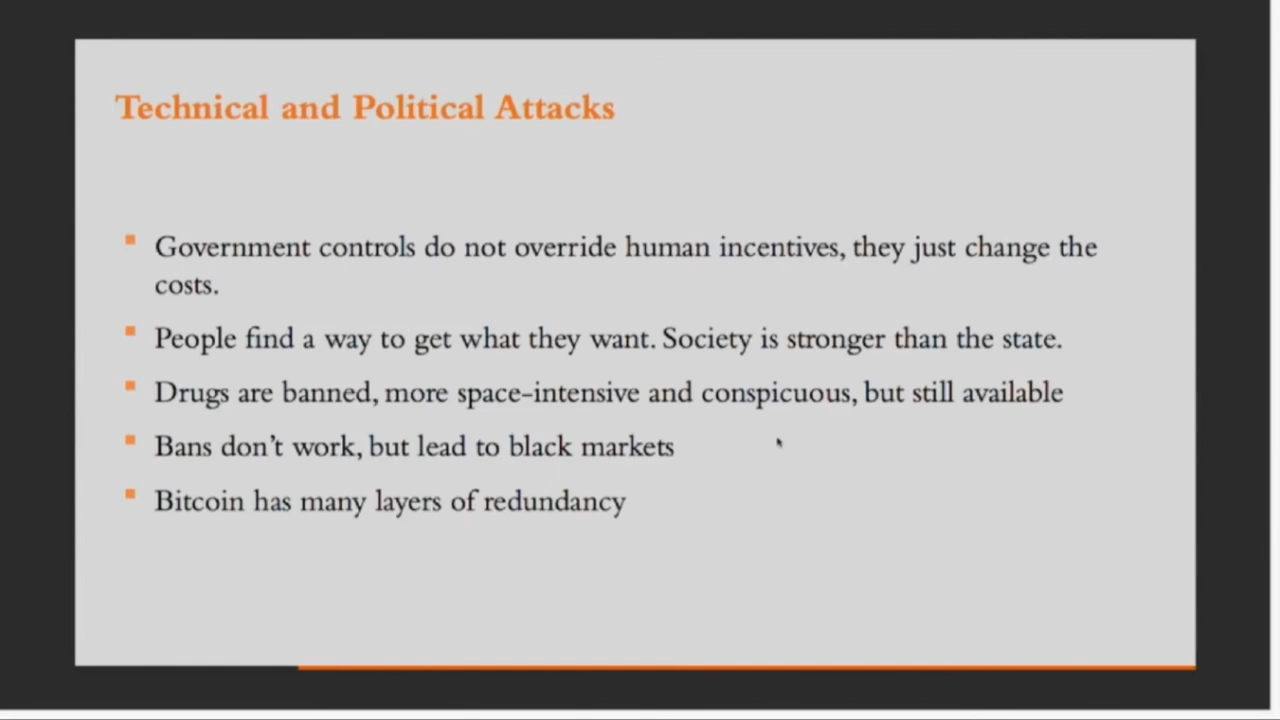 Technical and Political Attacks
Government controls do not override human incentives, they just change the
costs.
People find a way to get what they want. Society is stronger than the state.
Drugs are banned, more space-intensive and conspicuous, but still available
Bans don't work, but lead to black markets
Bitcoin has many layers of redundancy